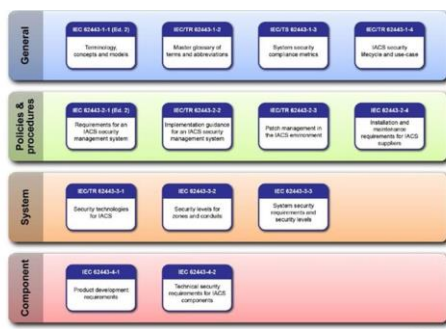 General
IEC 62443-1-1 (Ed. 2)
Terminology,
concepts and models
IEC/TR 62443-1-2
Master glossary of
terms and abbreviations
IEC/TS 62443-1-3
System security
compliance metrics
IEC/TR 62443-1-4
IACS security
lifecycle and use-case
Policies &
procedures
IEC 62443-2-1 (Ed. 2)
Requirements for an
IACS security
management system
IEC/TR 62443-2-2
Implementation guidance
for an IACS security
management system
IEC/TR 62443-2-3
Patch management in
the IACS environment
IEC 62443-2-4
Installation and
maintenance
requirements for IACS
suppliers
System
IEC/TR 62443-3-1
Security technologies
for IACS
IEC 62443-3-2
Security levels for
zones and conduits
IEC 62443-3-3
System security
requirements and
security levels
Component
IEC 62443-4-1
Product development
requirements
IEC 62443-4-2
Technical security
requirements for IACS
components